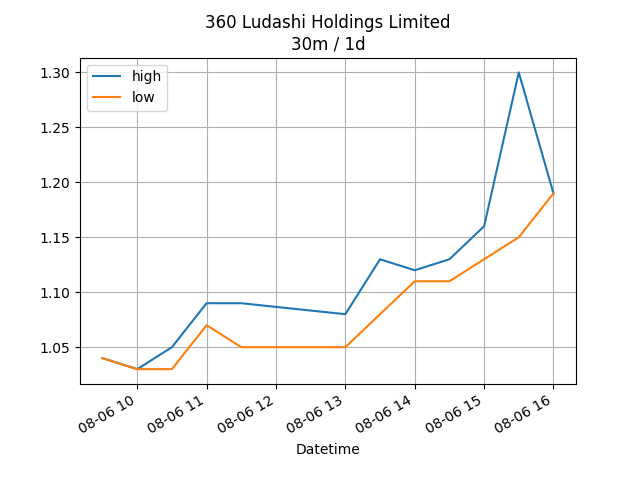 360 Ludashi Holdings Limited
30m / 1d
high
low
1.30
1.25
1.20
1.15
1.10
1.05
08-06 10
08-06 11
08-06 12
08-06 13
08-06 14
08-06 15
08-06 16
Datetime